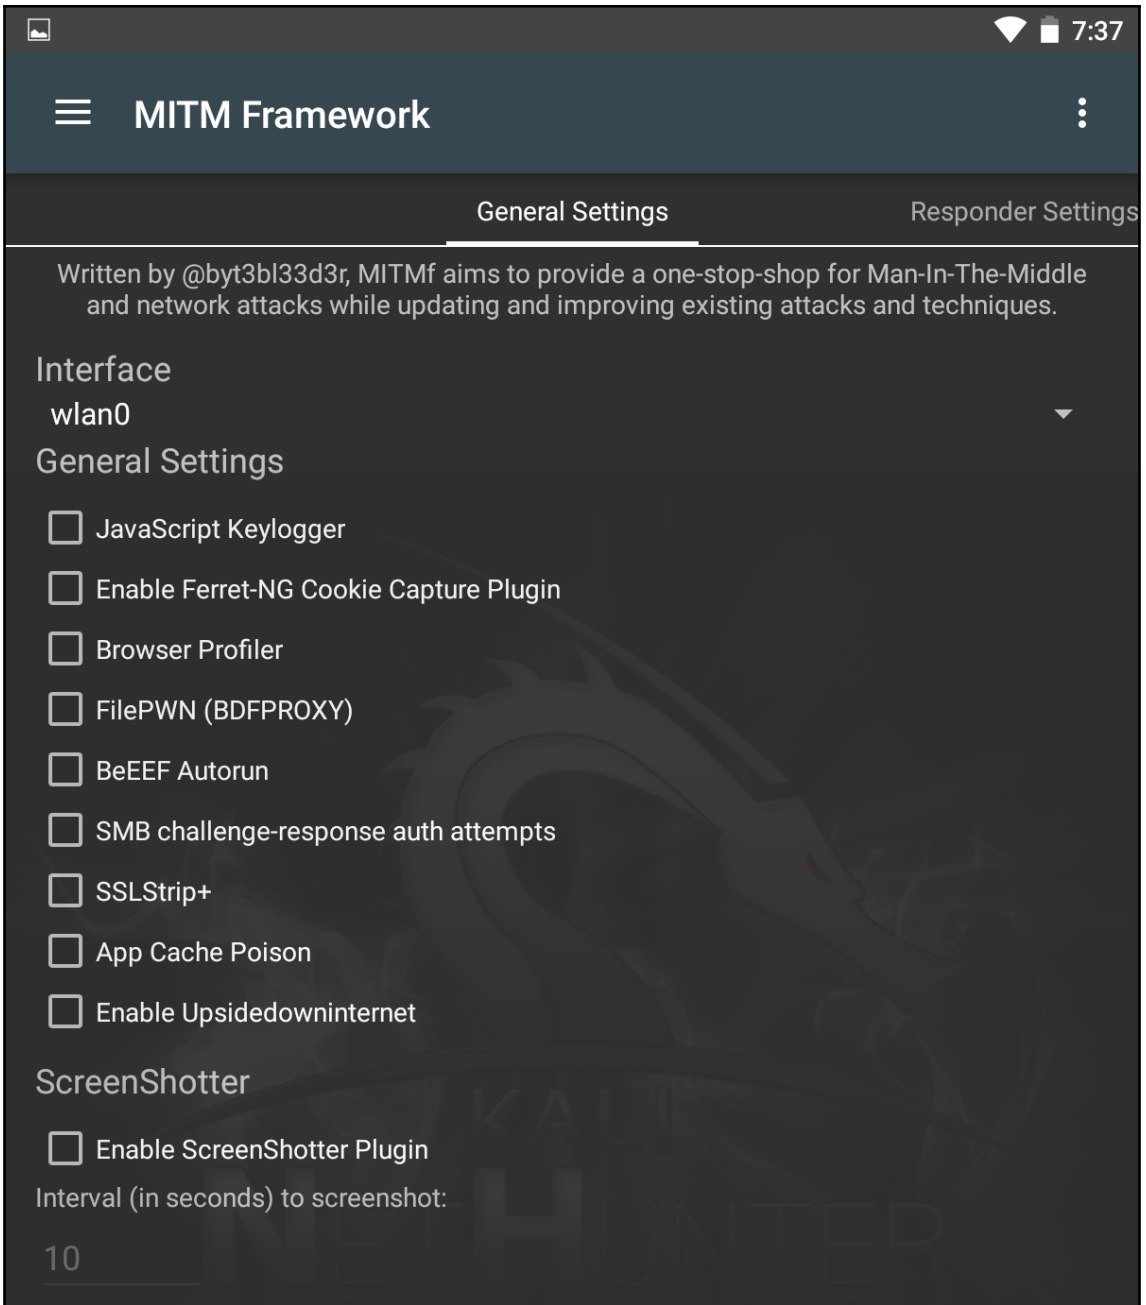 7:37
MITM Framework
General Settings
Responder Settings
Written by @byt3bl33d3r, MITMf aims to provide a one-stop-shop for Man-In-The-Middle
and network attacks while updating and improving existing attacks and techniques.
Interface
wlan0
General Settings
JavaScript Keylogger
Enable Ferret-NG Cookie Capture Plugin
Browser Profiler
FilePWN (BDFPROXY)
BeEEF Autorun
SMB challenge-response auth attempts
SSLStrip+
App Cache Poison
Enable Upsidedowninternet
ScreenShotter
KALI
Enable ScreenShotter Plugin
Interval (in seconds) to screenshot:
NETHUNTER
10